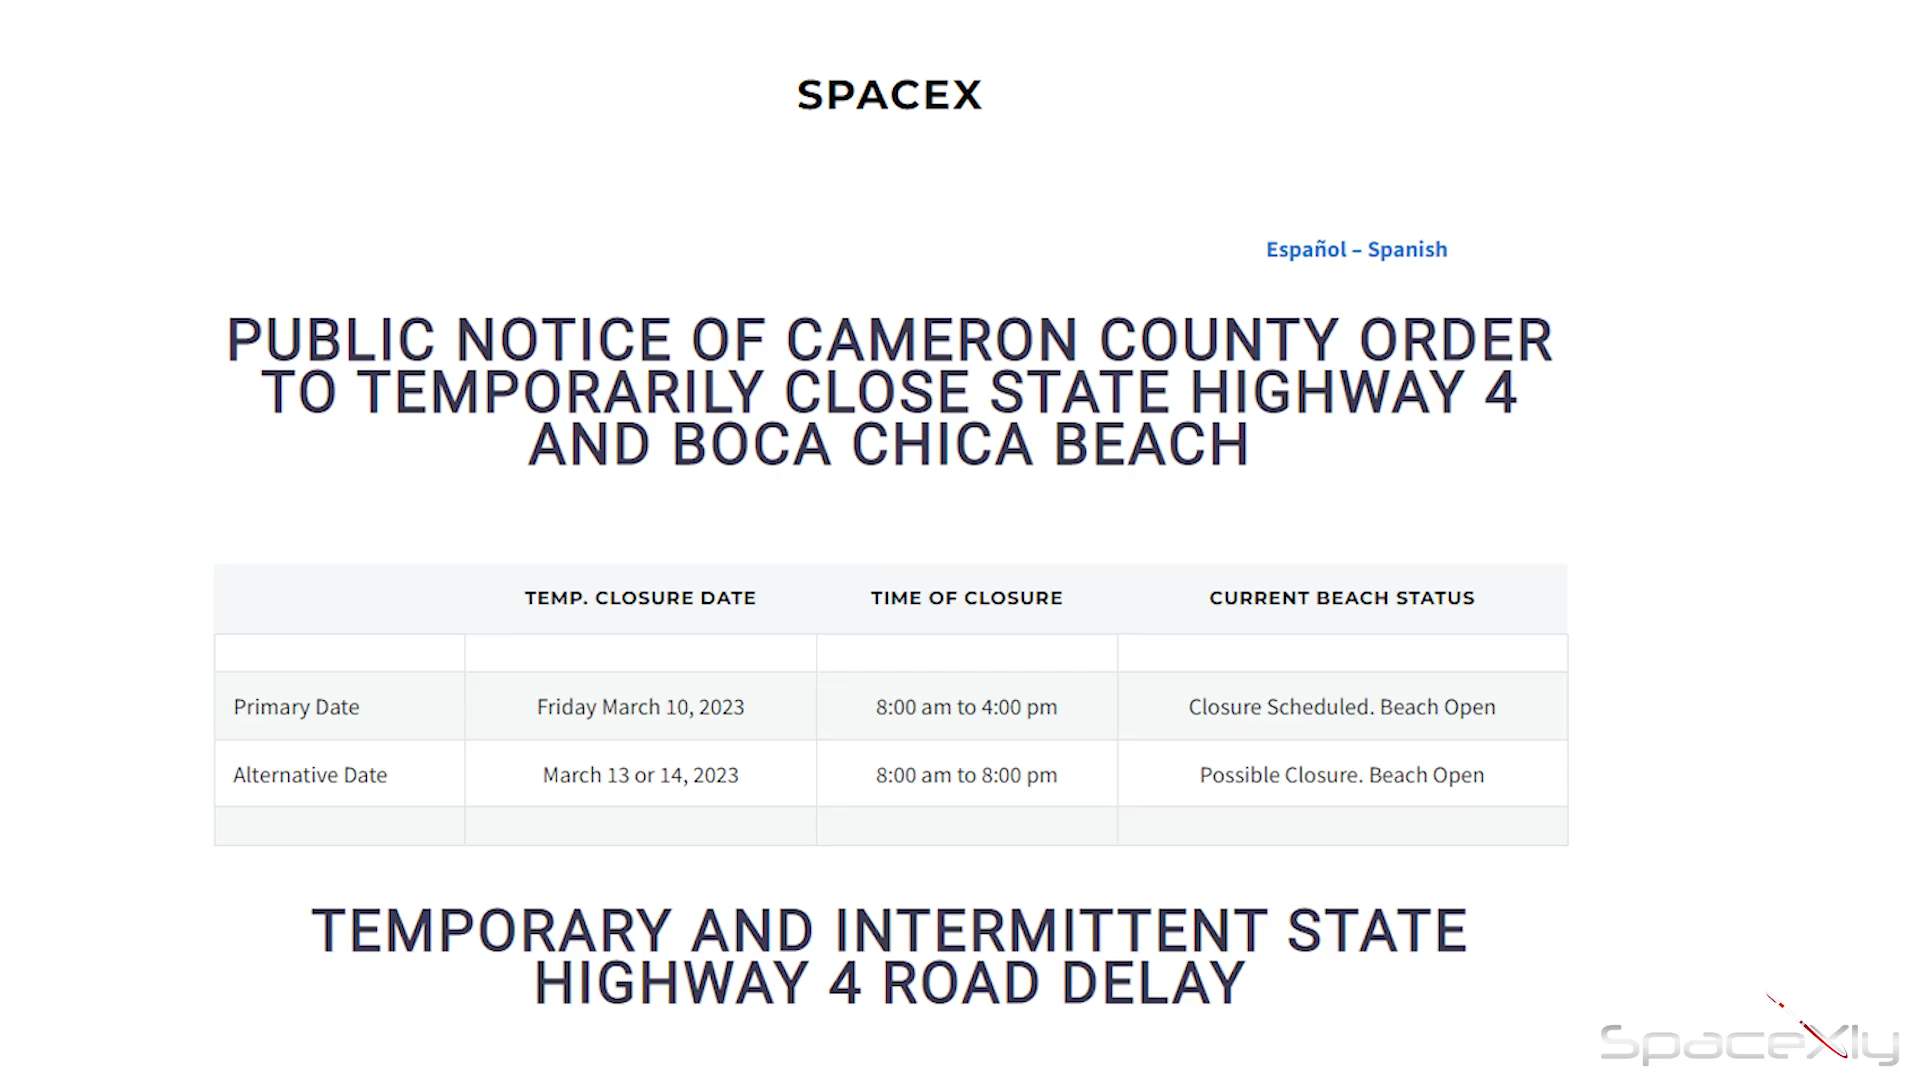 SPACEX
Español – Spanish
PUBLIC NOTICE OF CAMERON COUNTY ORDER
TO TEMPORARILY CLOSE STATE HIGHWAY 4
AND BOCA CHICA BEACH
TEMP. CLOSURE DATE TIME OF CLOSURE CURRENT BEACH STATUS
Primary Date Friday March 10, 2023 8:00 am to 4:00 pm Closure Scheduled. Beach Open
Alternative Date March 13 or 14, 2023 8:00 am to 8:00 pm Possible Closure. Beach Open
TEMPORARY AND INTERMITTENT STATE
HIGHWAY 4 ROAD DELAY
SpaceXly